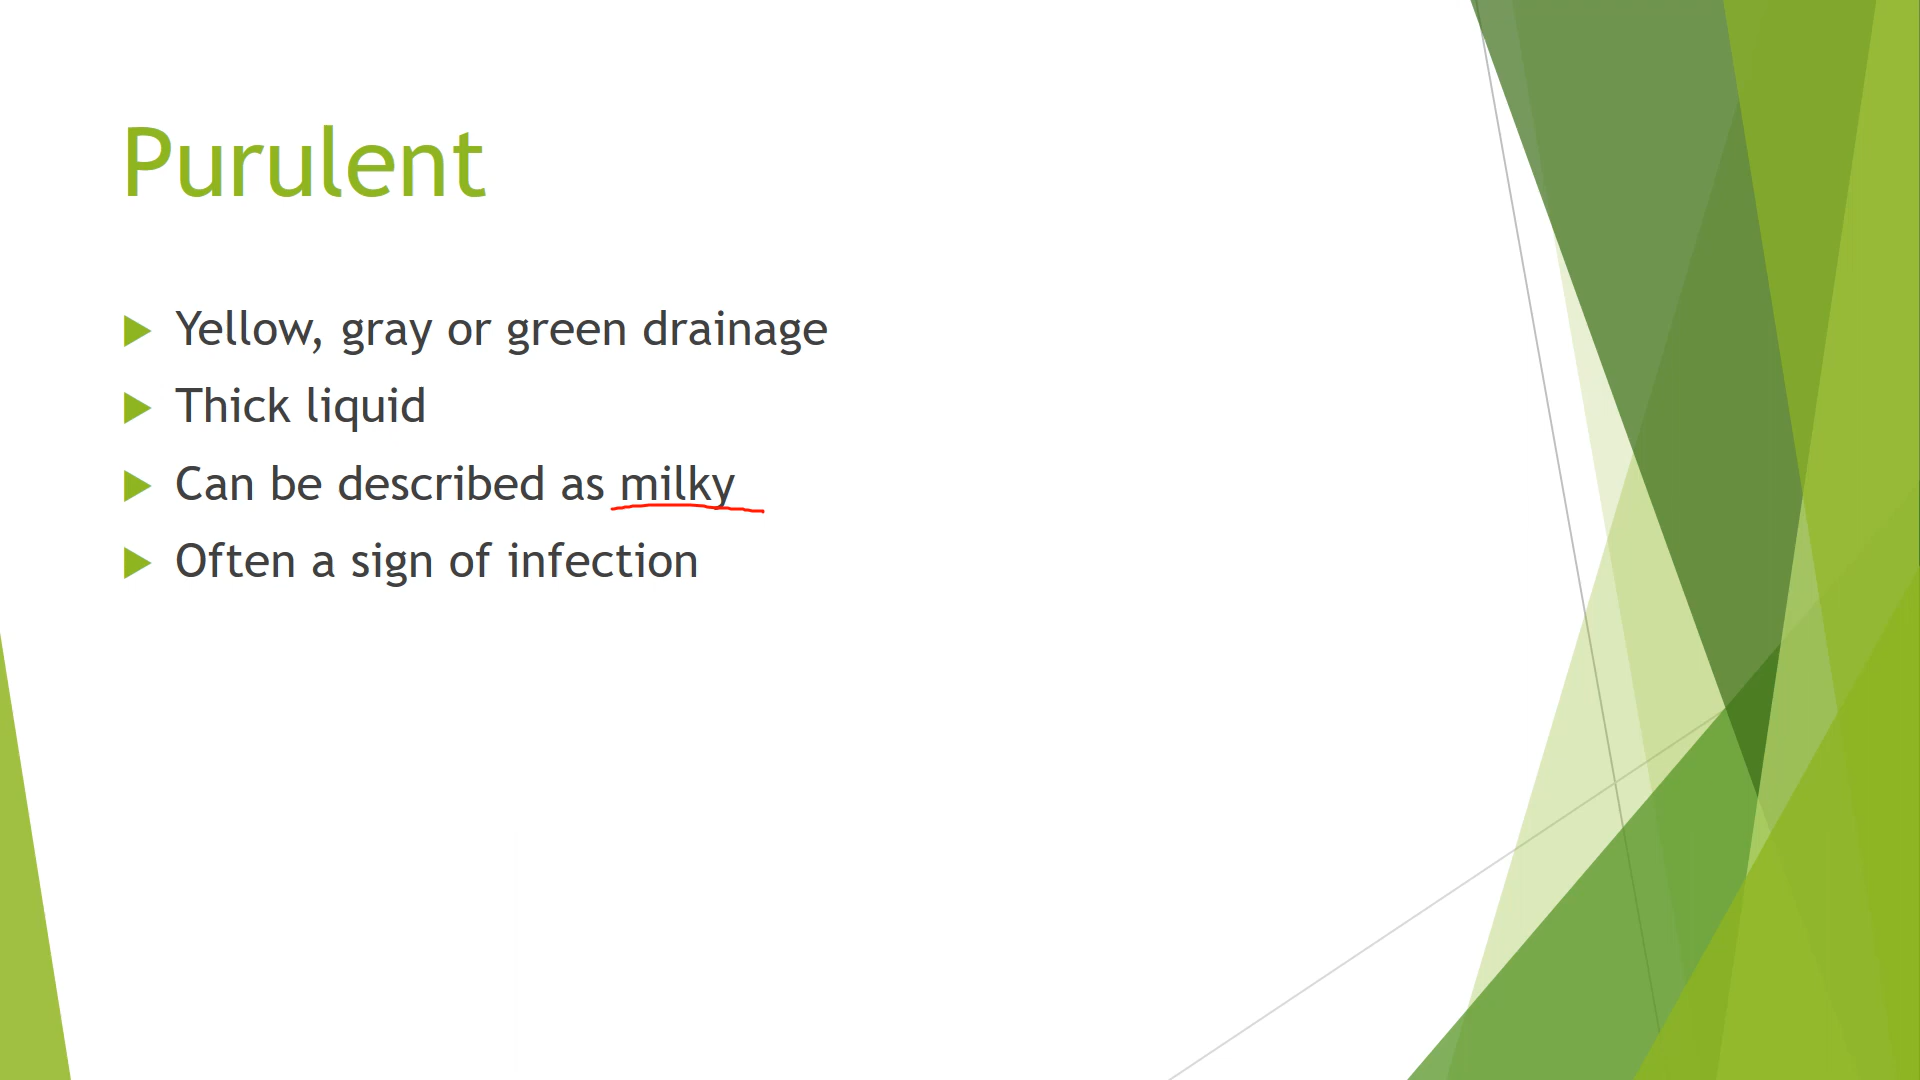 Purulent
Yellow, gray or green drainage
Thick liquid
Can be described as milky
Often a sign of infection